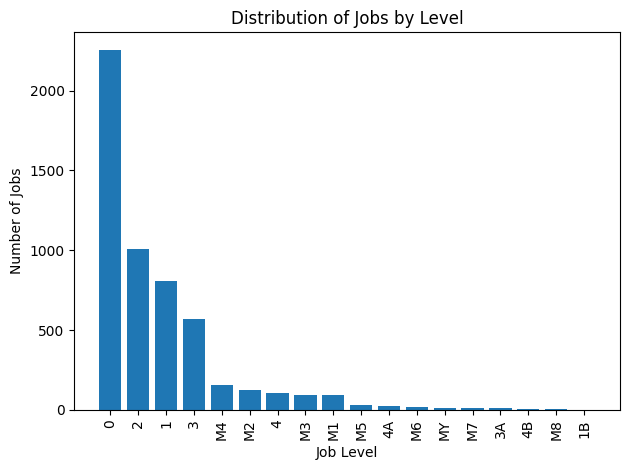 Distribution of Jobs by Level
Number of Jobs
2000
1500
1000
500
0
0 2 1 3 M4 M2 4 M3 M1 M5 4A M6 MY M7 3A 4B M8 1B
Job Level